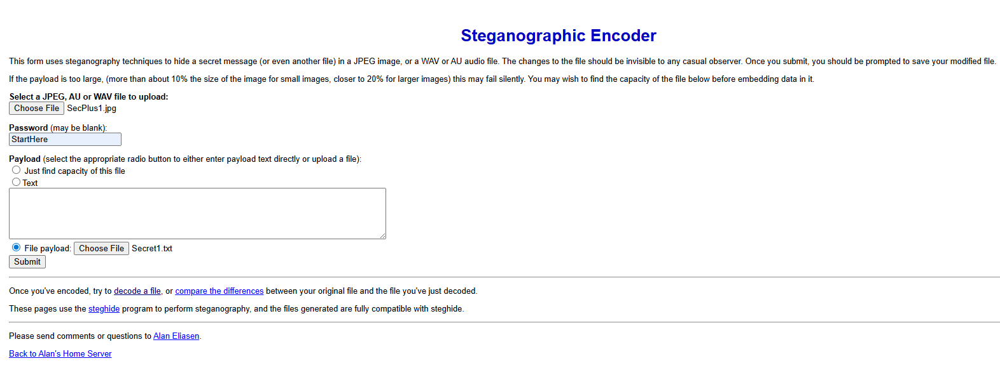 Steganographic Encoder
This form uses steganography techniques to hide a secret message (or even another file) in a JPEG image, or a WAV or AU audio file. The changes to the file should be invisible to any casual observer. Once you submit, you should be prompted to save your modified file.
If the payload is too large, (more than about 10% the size of the image for small images, closer to 20% for larger images) this may fail silently. You may wish to find the capacity of the file below before embedding data in it.
Select a JPEG, AU or WAV file to upload:
Choose File SecPlus1.jpg
Password (may be blank):
StartHere
Payload (select the appropriate radio button to either enter payload text directly or upload a file):
Just find capacity of this file
Text
File payload: Choose File Secret1.txt
Submit
Once you've encoded, try to decode a file, or compare the differences between your original file and the file you've just decoded.
These pages use the steghide program to perform steganography, and the files generated are fully compatible with steghide.
Please send comments or questions to Alan Eliasen.
Back to Alan's Home Server